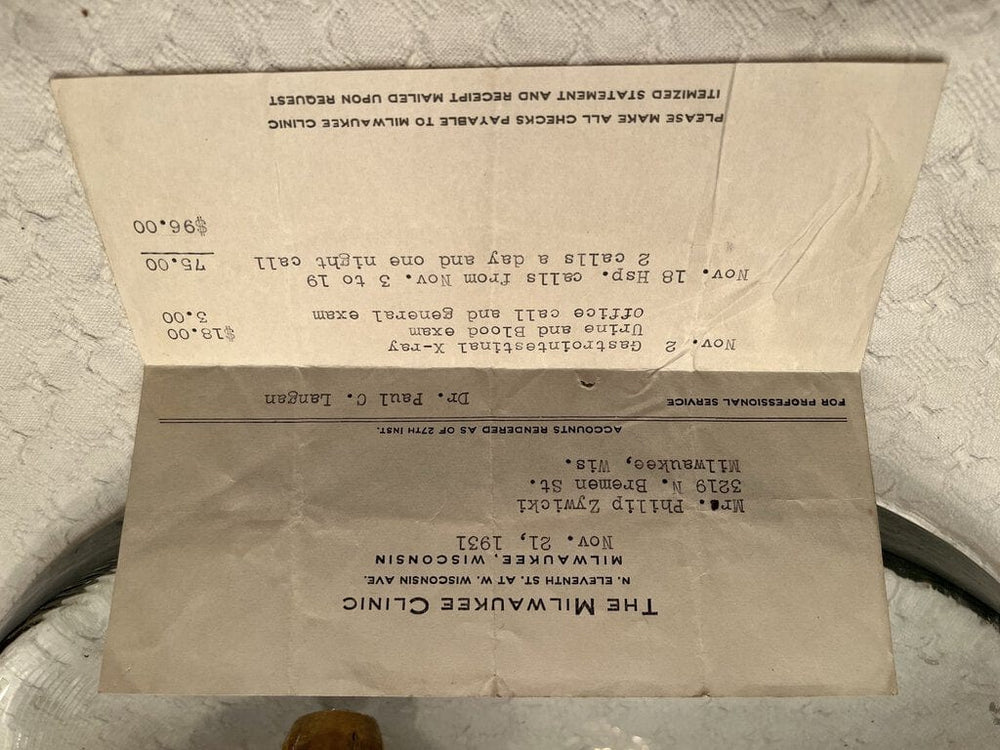 THE MILWAUKEE CLINIC
N. ELEVENTH ST. AT W. WISCONSIN AVE.
MILWAUKEE, WISCONSIN
Nov. 21, 1931
Mr. Philip Zywicki
3219 N. Bremen St.
Milwaukee, Wis.
ACCOUNTS RENDERED AS OF 27TH INST.
FOR PROFESSIONAL SERVICE Dr. Paul C. Langan
Nov. 2 Gastrointestinal X-ray
Urine and Blood exam $18.00
Office call and general exam 3.00
Nov. 18 Hsp. calls from Nov. 3 to 19
2 calls a day and one night call 75.00
$96.00
PLEASE MAKE ALL CHECKS PAYABLE TO MILWAUKEE CLINIC
ITEMIZED STATEMENT AND RECEIPT MAILED UPON REQUEST